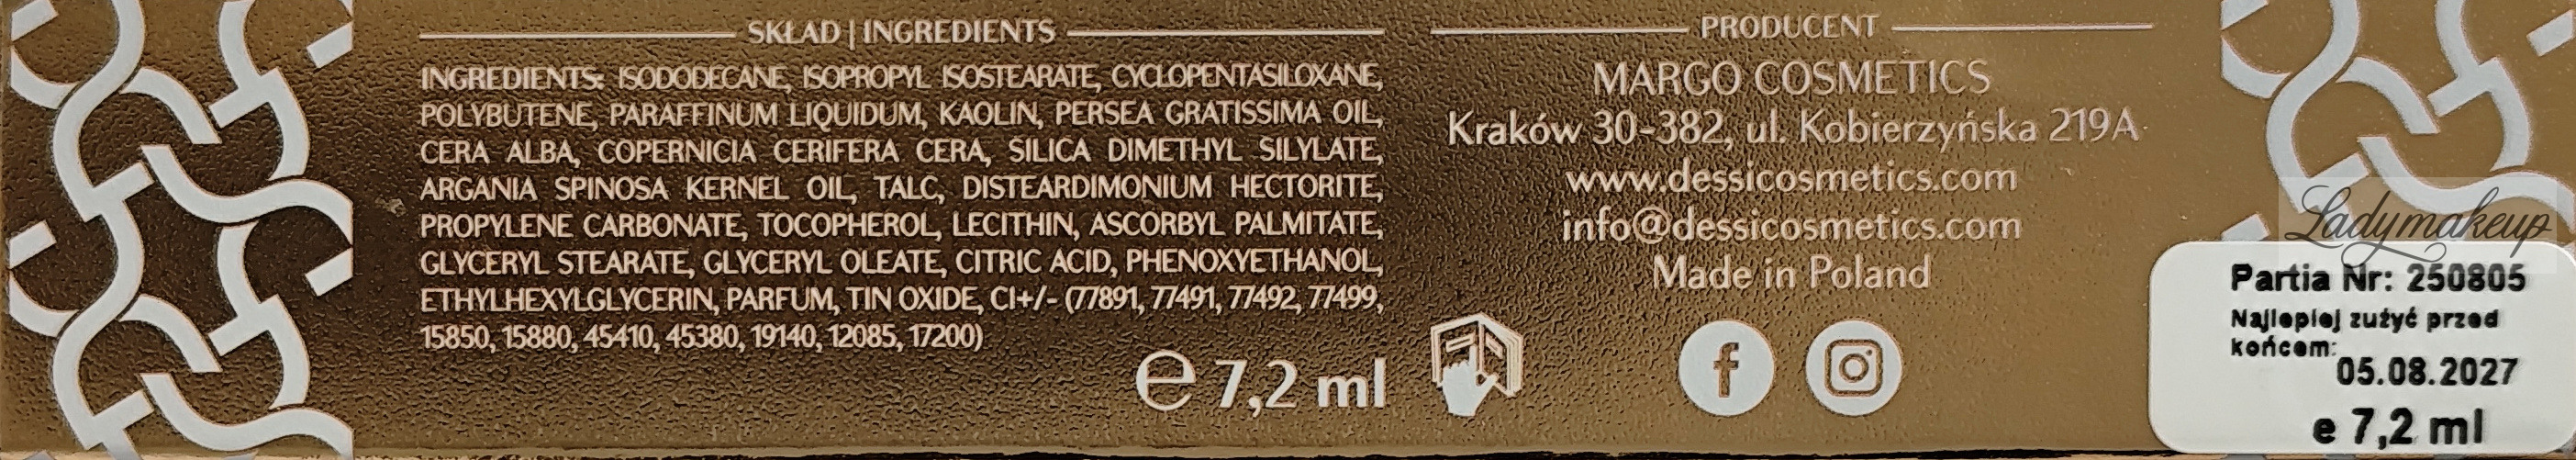 SKŁAD | INGREDIENTS
INGREDIENTS: ISODODECANE, ISOPROPYL ISOSTEARATE, CYCLOPENTASILOXANE,
POLYBUTENE, PARAFFINUM LIQUIDUM, KAOLIN, PERSEA GRATISSIMA OIL,
CERA ALBA, COPERNICIA CERIFERA CERA, SILICA DIMETHYL SILYLATE,
ARGANIA SPINOSA KERNEL OIL, TALC, DISTEARDIMONIUM HECTORITE,
PROPYLENE CARBONATE, TOCOPHEROL, LECITHIN, ASCORBYL PALMITATE,
GLYCERYL STEARATE, GLYCERYL OLEATE, CITRIC ACID, PHENOXYETHANOL,
ETHYLHEXYLGLYCERIN, PARFUM, TIN OXIDE, CI+/- (77891, 77491, 77492, 77499,
15850, 15880, 45410, 45380, 19140, 12085, 17200)
e 7,2 ml
PRODUCENT
MARGO COSMETICS
Kraków 30-382, ul. Kobierzyńska 219A
www.dessicosmetics.com
info@dessicosmetics.com
Made in Poland
Ladymakeup
Partia Nr: 250805
Najlepiej zużyć przed
końcem:
05.08.2027
e 7,2 ml